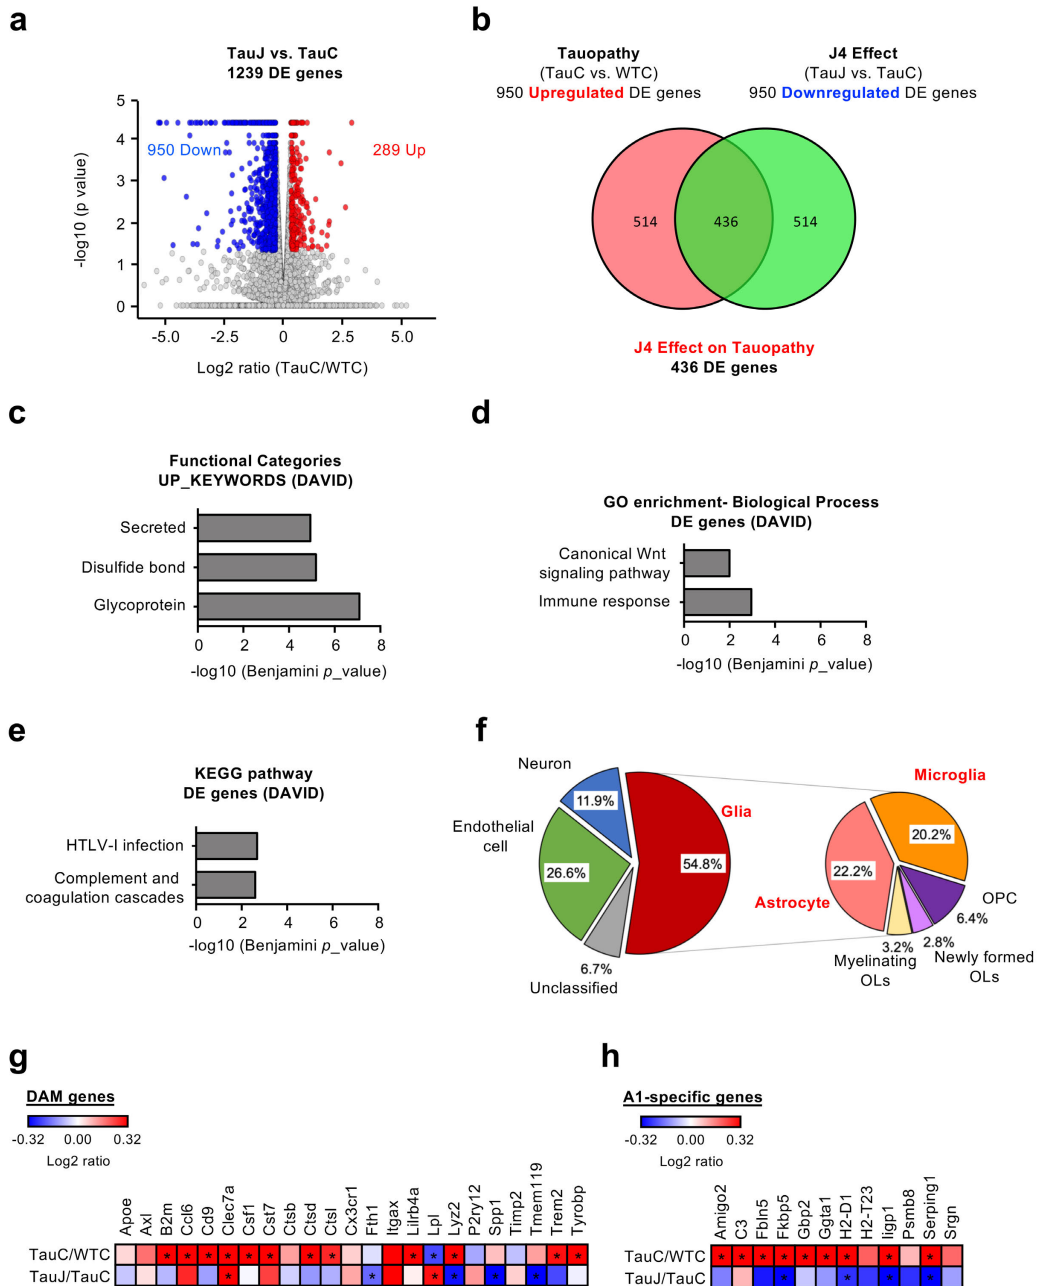 a
TauJ vs. TauC
1239 DE genes
5
4
3
2
1
0
-log10 (p value)
950 Down
289 Up
-5.0 -2.5 0 2.5 5.0
Log2 ratio (TauC/WTC)
b
Tauopathy
(TauC vs. WTC)
950 Upregulated DE genes
J4 Effect
(TauJ vs. TauC)
950 Downregulated DE genes
514 436 514
J4 Effect on Tauopathy
436 DE genes
c
Functional Categories
UP_KEYWORDS (DAVID)
Secreted
Disulfide bond
Glycoprotein
0 2 4 6 8
-log10 (Benjamini p_value)
d
GO enrichment- Biological Process
DE genes (DAVID)
Canonical Wnt
signaling pathway
Immune response
0 2 4 6 8
-log10 (Benjamini p_value)
e
KEGG pathway
DE genes (DAVID)
HTLV-I infection
Complement and
coagulation cascades
0 2 4 6 8
-log10 (Benjamini p_value)
f
Neuron
11.9%
Endothelial
cell
26.6%
6.7%
Unclassified
Glia
54.8%
Microglia
20.2%
22.2%
Astrocyte
OPC
6.4%
2.8%
Newly formed
OLs
3.2%
Myelinating
OLs
g
DAM genes
-0.32 0.00 0.32
Log2 ratio
Apoe Axl B2m Ccl6 Cd9 Clec7a Csf1 Cst7 Ctsb Ctsd Ctsl Cx3cr1 Fth1 Itgax Lilrb4a Lpl Lyz2 P2ry12 Spp1 Timp2 Tmem119 Trem2 Tyrobp
TauC/WTC * * * * * * * * * * * * * *
TauJ/TauC * * * * * *
h
A1-specific genes
-0.32 0.00 0.32
Log2 ratio
Amigo2 C3 Fbln5 Fkbp5 Gbp2 Ggta1 H2-D1 H2-T23 Iigp1 Psmb8 Serping1 Srgn
TauC/WTC * * * * * * * * *
TauJ/TauC * * * *